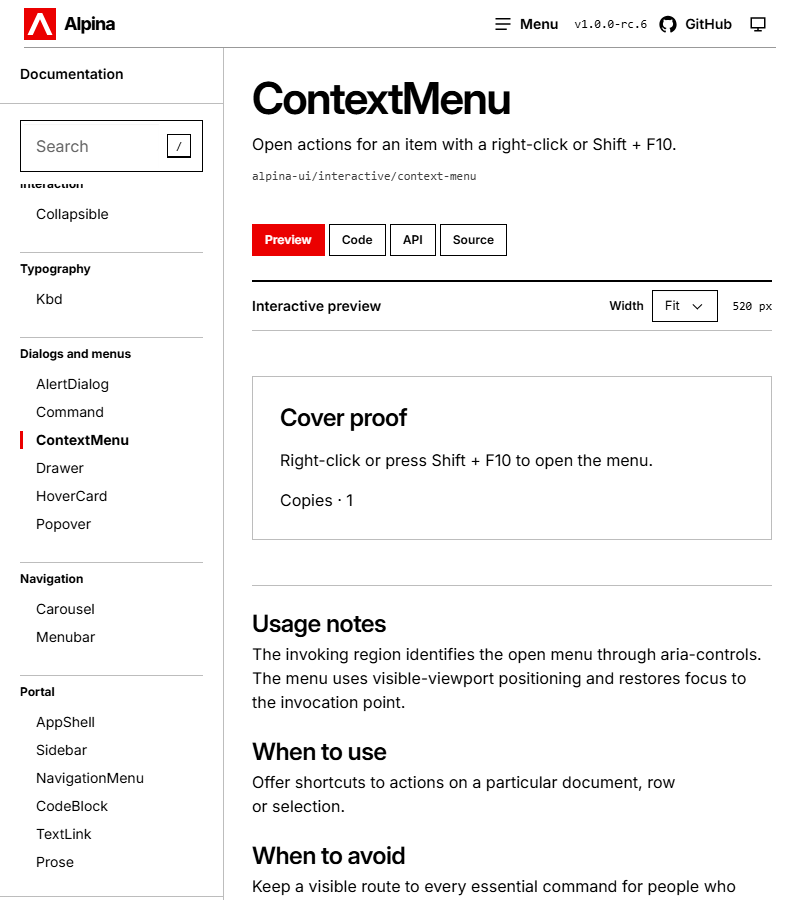 Alpina
Menu
v1.0.0-rc.6
GitHub
Documentation
Search
/
Interaction
Collapsible
Typography
Kbd
Dialogs and menus
AlertDialog
Command
ContextMenu
Drawer
HoverCard
Popover
Navigation
Carousel
Menubar
Portal
AppShell
Sidebar
NavigationMenu
CodeBlock
TextLink
Prose
ContextMenu
Open actions for an item with a right-click or Shift + F10.
alpina-ui/interactive/context-menu
Preview
Code
API
Source
Interactive preview
Width
Fit
520 px
Cover proof
Right-click or press Shift + F10 to open the menu.
Copies · 1
Usage notes
The invoking region identifies the open menu through aria-controls.
The menu uses visible-viewport positioning and restores focus to
the invocation point.
When to use
Offer shortcuts to actions on a particular document, row
or selection.
When to avoid
Keep a visible route to every essential command for people who